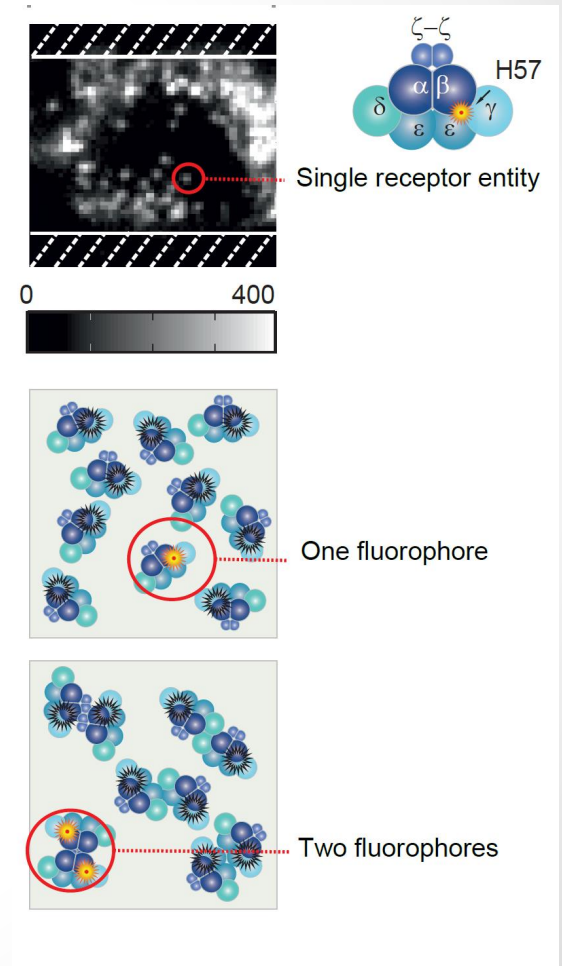 ζ–ζ
H57
α β
δ γ
ε ε
Single receptor entity
0 400
One fluorophore
Two fluorophores